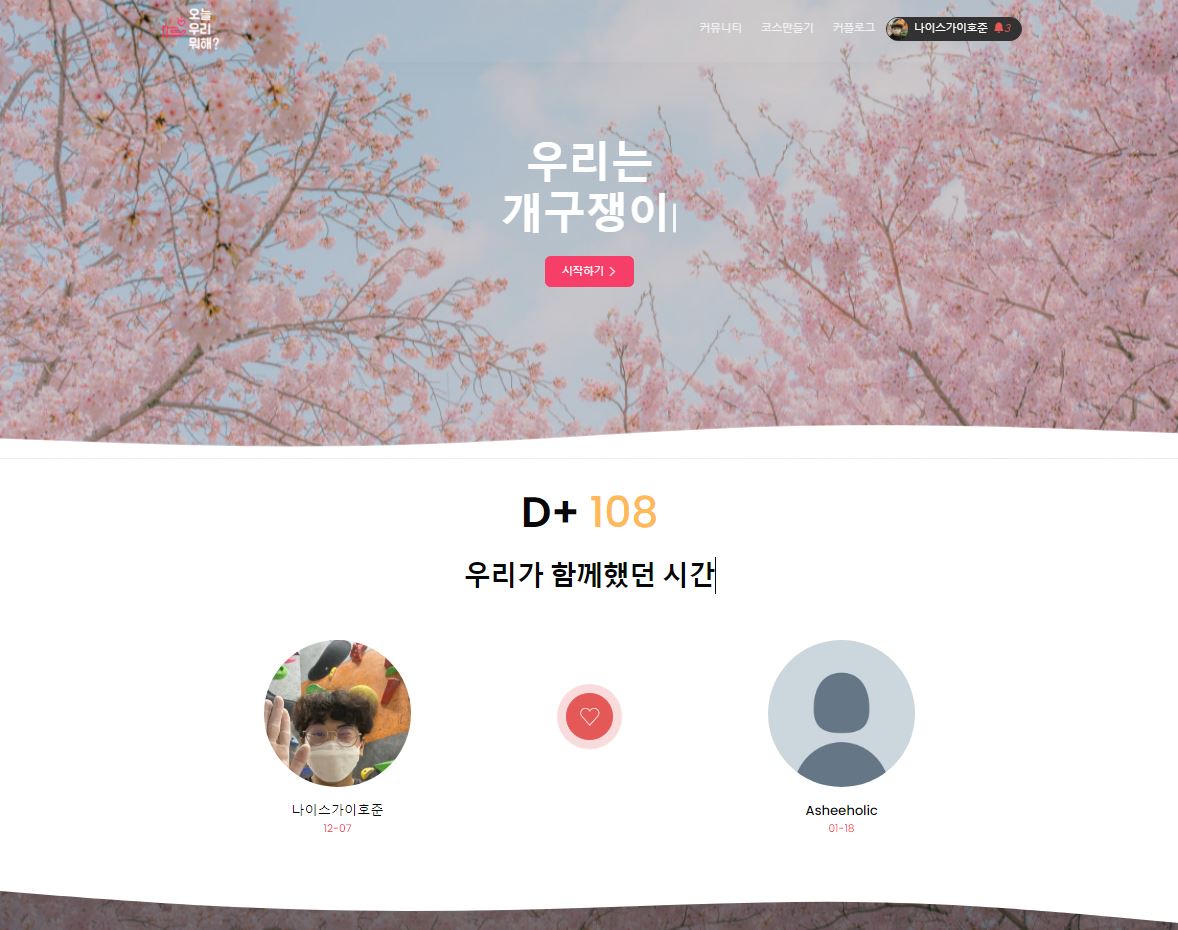 오늘
우리
뭐해?
커뮤니티 코스만들기 커플로그 나이스가이호준 3
우리는
개구쟁이
시작하기
D+ 108
우리가 함께했던 시간
나이스가이호준
12-07
Asheeholic
01-18